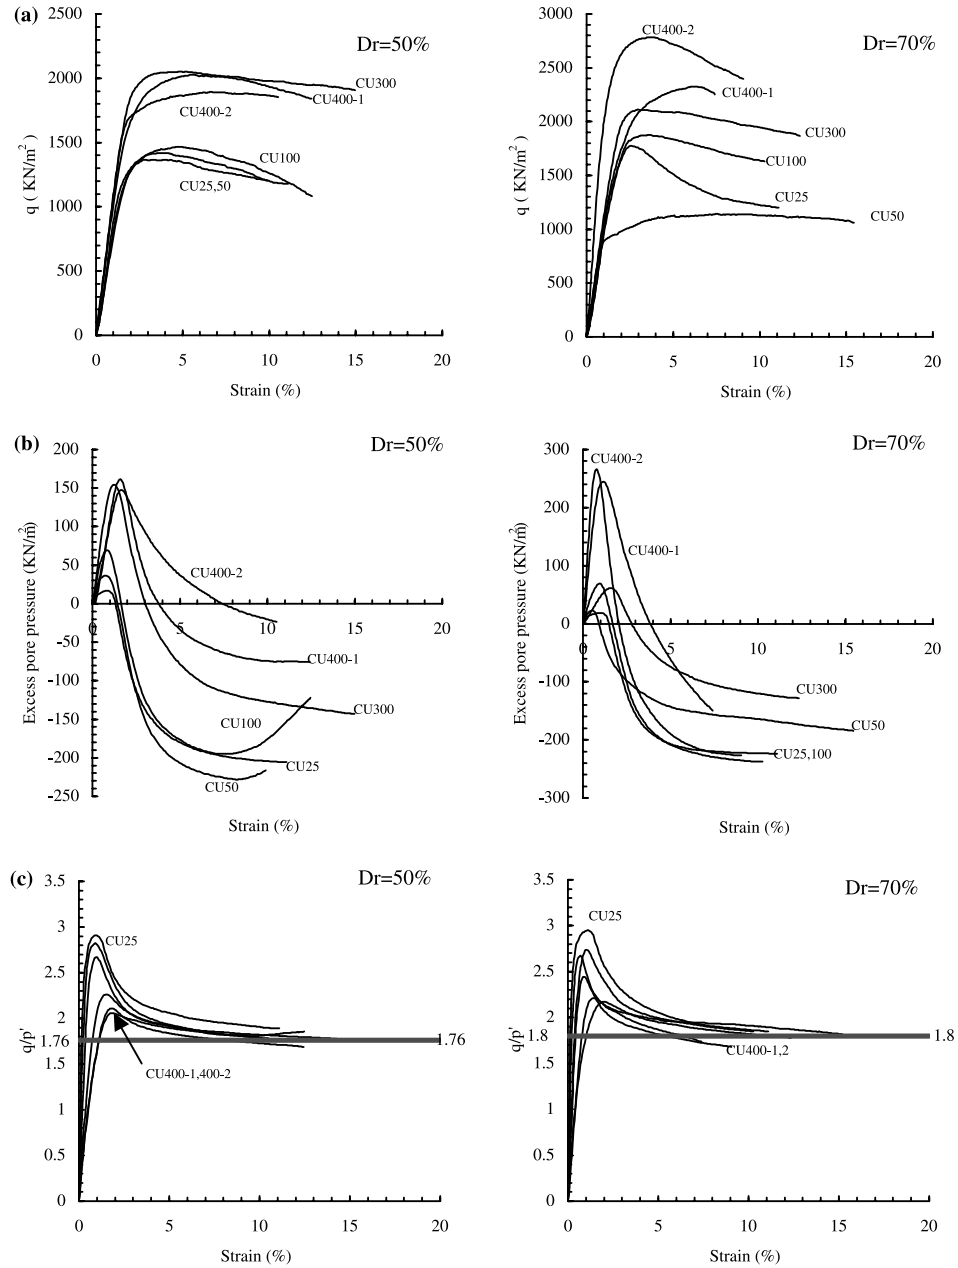 (a)
Dr=50%
2500
2000
1500
1000
500
0
q ( KN/m2 )
CU300
CU400-1
CU400-2
CU100
CU25,50
0 5 10 15 20
Strain (%)
Dr=70%
3000
2500
2000
1500
1000
500
0
q ( KN/m2 )
CU400-2
CU400-1
CU300
CU100
CU25
CU50
0 5 10 15 20
Strain (%)
(b)
Dr=50%
200
150
100
50
0
-50
-100
-150
-200
-250
Excess pore pressure (KN/m2)
CU400-2
0 5 10 15 20
CU400-1
CU300
CU100
CU25
CU50
Strain (%)
Dr=70%
300
200
100
0
-100
-200
-300
Excess pore pressure (KN/m2)
CU400-2
CU400-1
0 5 10 15 20
CU300
CU50
CU25,100
Strain (%)
(c)
Dr=50%
3.5
3
2.5
2
1.76
1.5
1
0.5
0
q/p'
CU25
1.76
CU400-1,400-2
0 5 10 15 20
Strain (%)
Dr=70%
3.5
3
2.5
2
1.8
1.5
1
0.5
0
q/p'
CU25
1.8
CU400-1,2
0 5 10 15 20
Strain (%)